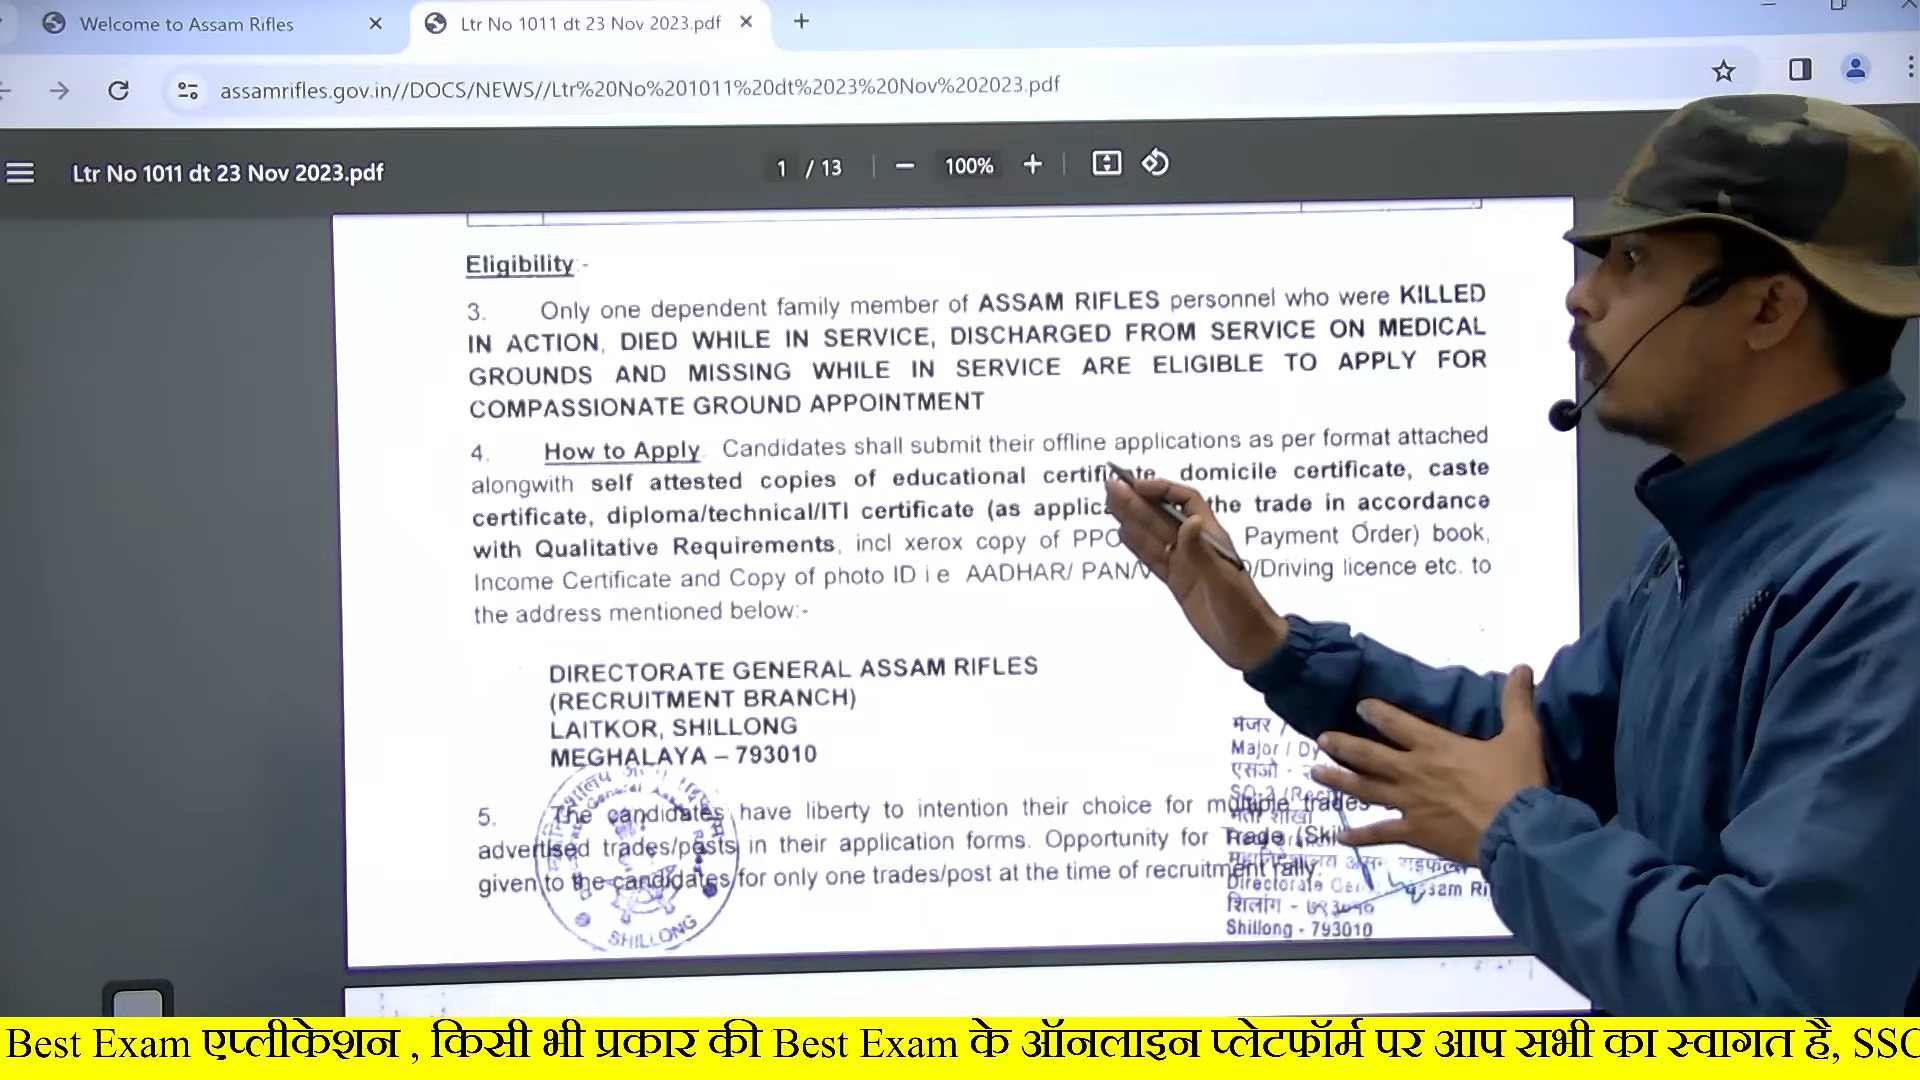 Welcome to Assam Rifles
Ltr No 1011 dt 23 Nov 2023.pdf
assamrifles.gov.in//DOCS/NEWS//Ltr%20No%201011%20dt%2023%20Nov%202023.pdf
Ltr No 1011 dt 23 Nov 2023.pdf
1 / 13
100%
Eligibility:-
3. Only one dependent family member of ASSAM RIFLES personnel who were KILLED
IN ACTION, DIED WHILE IN SERVICE, DISCHARGED FROM SERVICE ON MEDICAL
GROUNDS AND MISSING WHILE IN SERVICE ARE ELIGIBLE TO APPLY FOR
COMPASSIONATE GROUND APPOINTMENT
4. How to Apply. Candidates shall submit their offline applications as per format attached
alongwith self attested copies of educational certificate, domicile certificate, caste
certificate, diploma/technical/ITI certificate (as applica the trade in accordance
with Qualitative Requirements, incl xerox copy of PPO Payment Order) book,
Income Certificate and Copy of photo ID i e AADHAR/ PAN/ /Driving licence etc. to
the address mentioned below:-
DIRECTORATE GENERAL ASSAM RIFLES
(RECRUITMENT BRANCH)
LAITKOR, SHILLONG
MEGHALAYA – 793010
मेजर /
Major / Dy
एसओ -
5. The candidates have liberty to intention their choice for multiple trades
advertised trades/posts in their application forms. Opportunity for Trade (Skil
given to the candidates for only one trades/post at the time of recruitment rally.
शिलांग - ७९३०१०
Shillong - 793010
SHILLONG
Best Exam एप्लीकेशन , किसी भी प्रकार की Best Exam के ऑनलाइन प्लेटफॉर्म पर आप सभी का स्वागत है, SSC